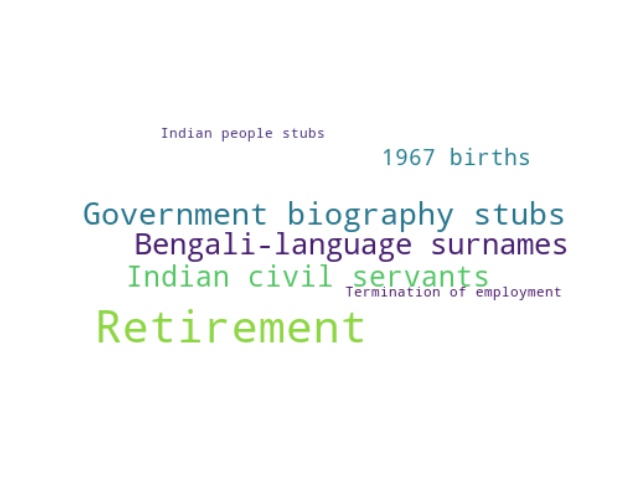 Indian people stubs
1967 births
Government biography stubs
Bengali-language surnames
Indian civil servants
Termination of employment
Retirement